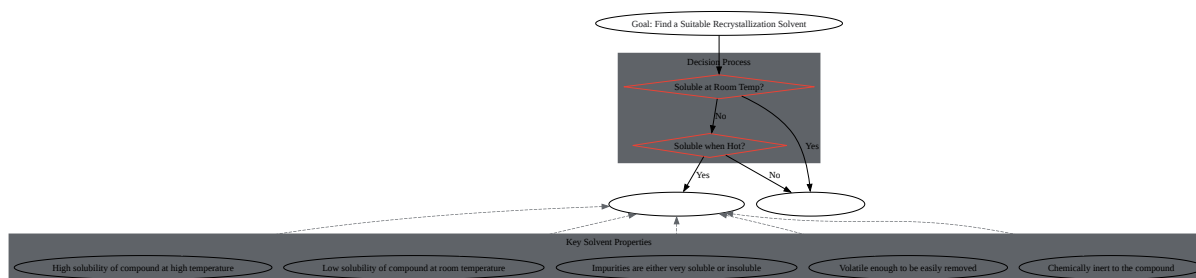 Goal: Find a Suitable Recrystallization Solvent
Decision Process
Soluble at Room Temp?
No
Soluble when Hot?
Yes
Yes
No
Key Solvent Properties
High solubility of compound at high temperature
Low solubility of compound at room temperature
Impurities are either very soluble or insoluble
Volatile enough to be easily removed
Chemically inert to the compound